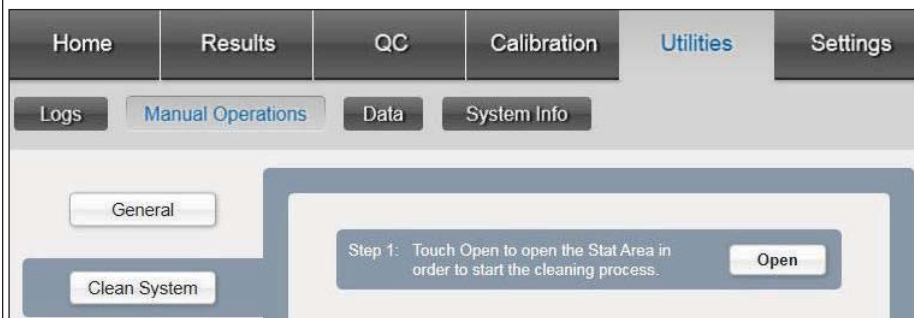 Home Results QC Calibration Utilities Settings
Logs Manual Operations Data System Info
General
Step 1: Touch Open to open the Stat Area in
order to start the cleaning process.
Open
Clean System